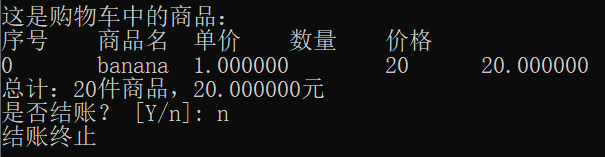 这是购物车中的商品:
序号 商品名 单价 数量 价格
0 banana 1.000000 20 20.000000
总计: 20件商品, 20.000000元
是否结账? [Y/n]: n
结账终止